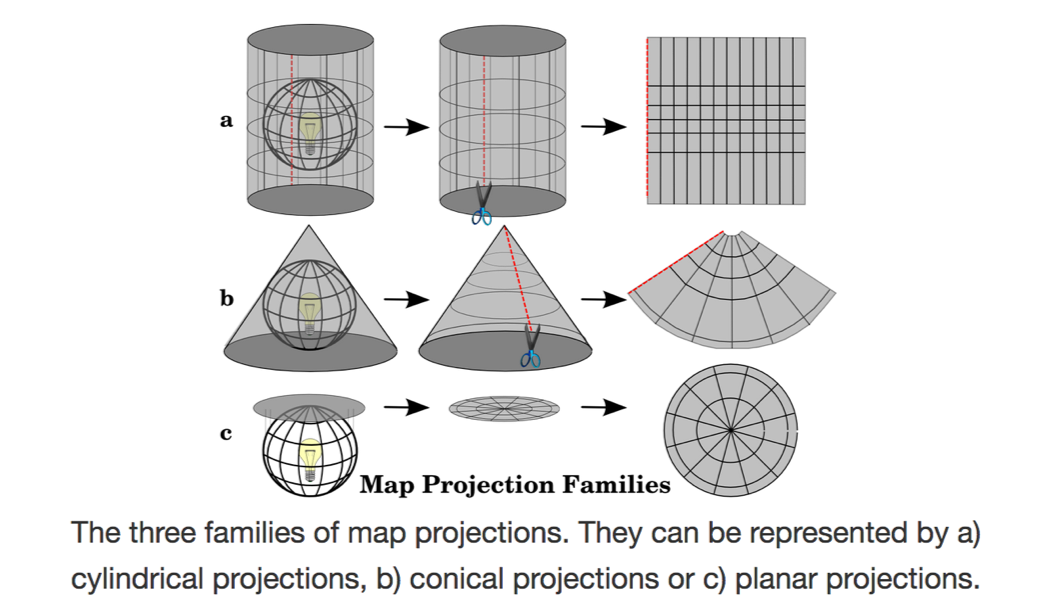 a
b
c
Map Projection Families
The three families of map projections. They can be represented by a)
cylindrical projections, b) conical projections or c) planar projections.